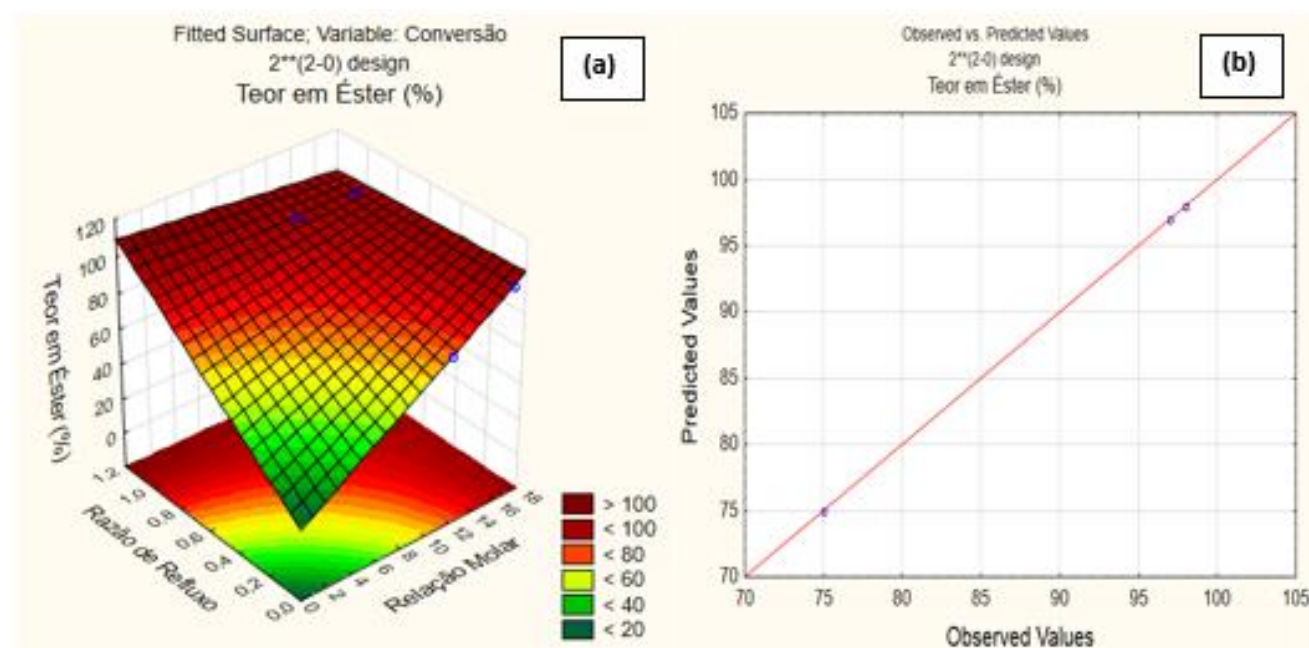 Fitted Surface; Variable: Conversão
2**(2-0) design
Teor em Éster (%)
(a)
120
100
80
60
40
20
0
Teor em Éster (%)
1.2
1.0
0.8
0.6
0.4
0.2
0.0
Razão de Refluxo
0
2
4
6
8
10
12
14
16
18
Relação Molar
> 100
< 100
< 80
< 60
< 40
< 20
Observed vs. Predicted Values
2**(2-0) design
Teor em Éster (%)
(b)
105
100
95
90
85
80
75
70
Predicted Values
70 75 80 85 90 95 100 105
Observed Values